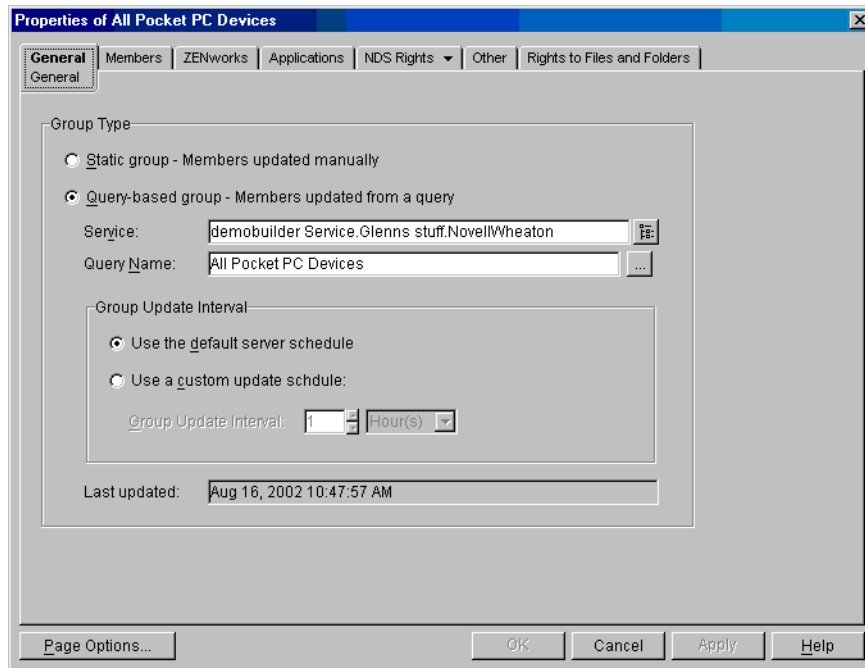 Properties of All Pocket PC Devices
General Members ZENworks Applications NDS Rights Other Rights to Files and Folders
General
Group Type
Static group - Members updated manually
Query-based group - Members updated from a query
Service: demobuilder Service.Glenns stuff.NovellWheaton
Query Name: All Pocket PC Devices ...
Group Update Interval
Use the default server schedule
Use a custom update schdule:
Group Update Interval: 1 Hour(s)
Last updated: Aug 16, 2002 10:47:57 AM
Page Options... OK Cancel Apply Help